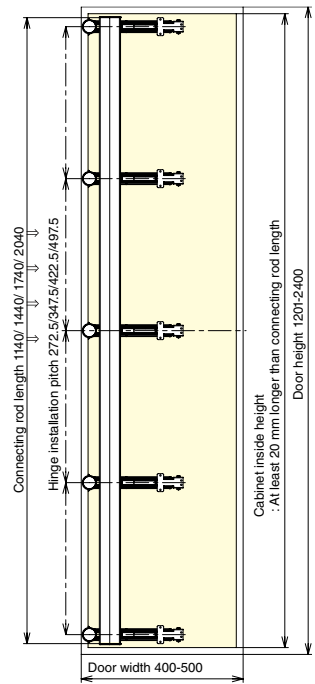 Connecting rod length 1140/ 1440/ 1740/ 2040
⇒ ⇒ ⇒ ⇒
Hinge installation pitch 272.5/347.5/422.5/497.5
Cabinet inside height
: At least 20 mm longer than connecting rod length
Door height 1201-2400
Door width 400-500